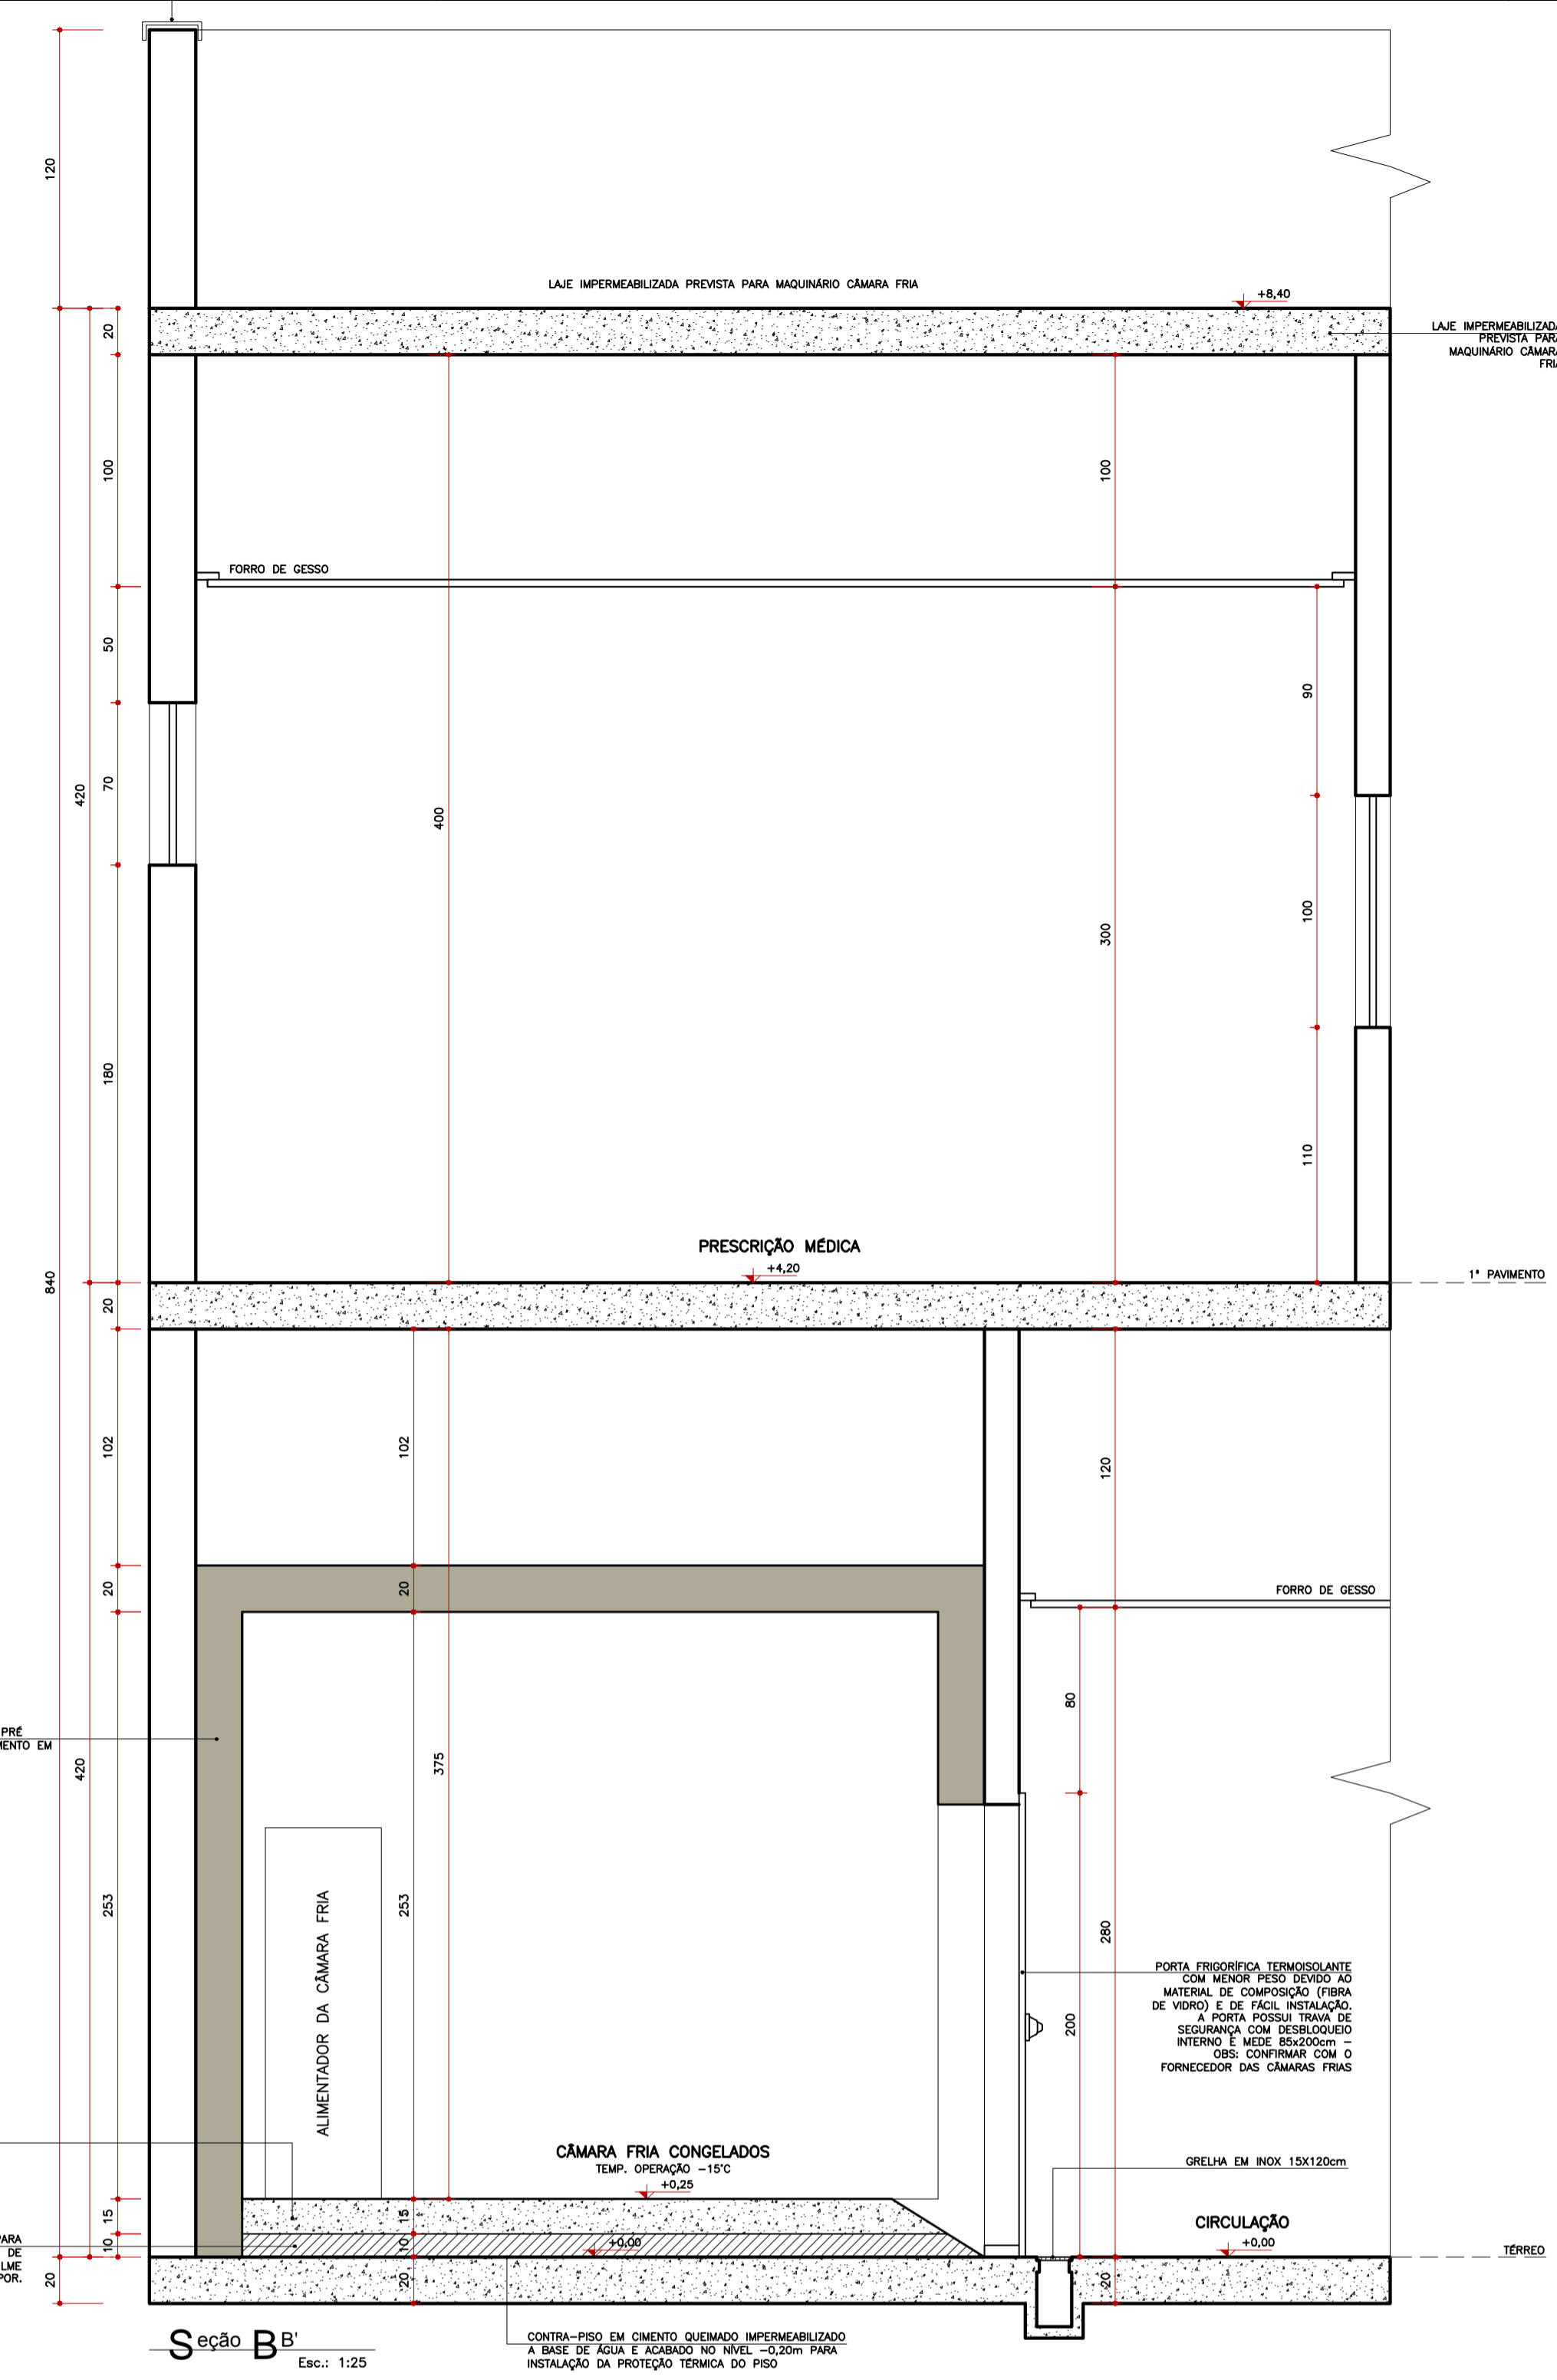 120
LAJE IMPERMEABILIZADA PREVISTA PARA MAQUINÁRIO CÂMARA FRIA
+8,40
20
LAJE IMPERMEABILIZADA
PREVISTA PARA
MAQUINÁRIO CÂMARA
FRIA
100
100
FORRO DE GESSO
50
90
70
420
400
100
300
180
110
PRESCRIÇÃO MÉDICA
+4,20
1° PAVIMENTO
840
20
102
102
120
20
20
FORRO DE GESSO
80
PRÉ
MENTO EM
420
375
253
253
ALIMENTADOR DA CÂMARA FRIA
280
PORTA FRIGORÍFICA TERMOISOLANTE
COM MENOR PESO DEVIDO AO
MATERIAL DE COMPOSIÇÃO (FIBRA
DE VIDRO) E DE FÁCIL INSTALAÇÃO.
A PORTA POSSUI TRAVA DE
SEGURANÇA COM DESBLOQUEIO
INTERNO E MEDE 85x200cm –
OBS: CONFIRMAR COM O
FORNECEDOR DAS CÂMARAS FRIAS
200
CÂMARA FRIA CONGELADOS
TEMP. OPERAÇÃO -15°C
+0,25
GRELHA EM INOX 15X120cm
15
15
CIRCULAÇÃO
10
10
+0,00
+0,00
TÉRREO
PARA
DE
LME
POR.
20
20
20
Seção BB'
Esc.: 1:25
CONTRA-PISO EM CIMENTO QUEIMADO IMPERMEABILIZADO
A BASE DE ÁGUA E ACABADO NO NÍVEL -0,20m PARA
INSTALAÇÃO DA PROTEÇÃO TÉRMICA DO PISO